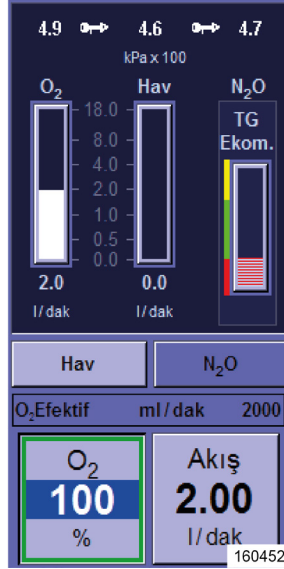 4.9 4.6 4.7
kPa x 100
O₂ Hav N₂O
TG
Ekom.
18.0
8.0
4.0
2.0
1.0
0.5
0.0
2.0 0.0
l/dak l/dak
Hav N₂O
O₂Efektif ml/dak 2000
O₂ Akış
100 2.00
% l/dak
160452